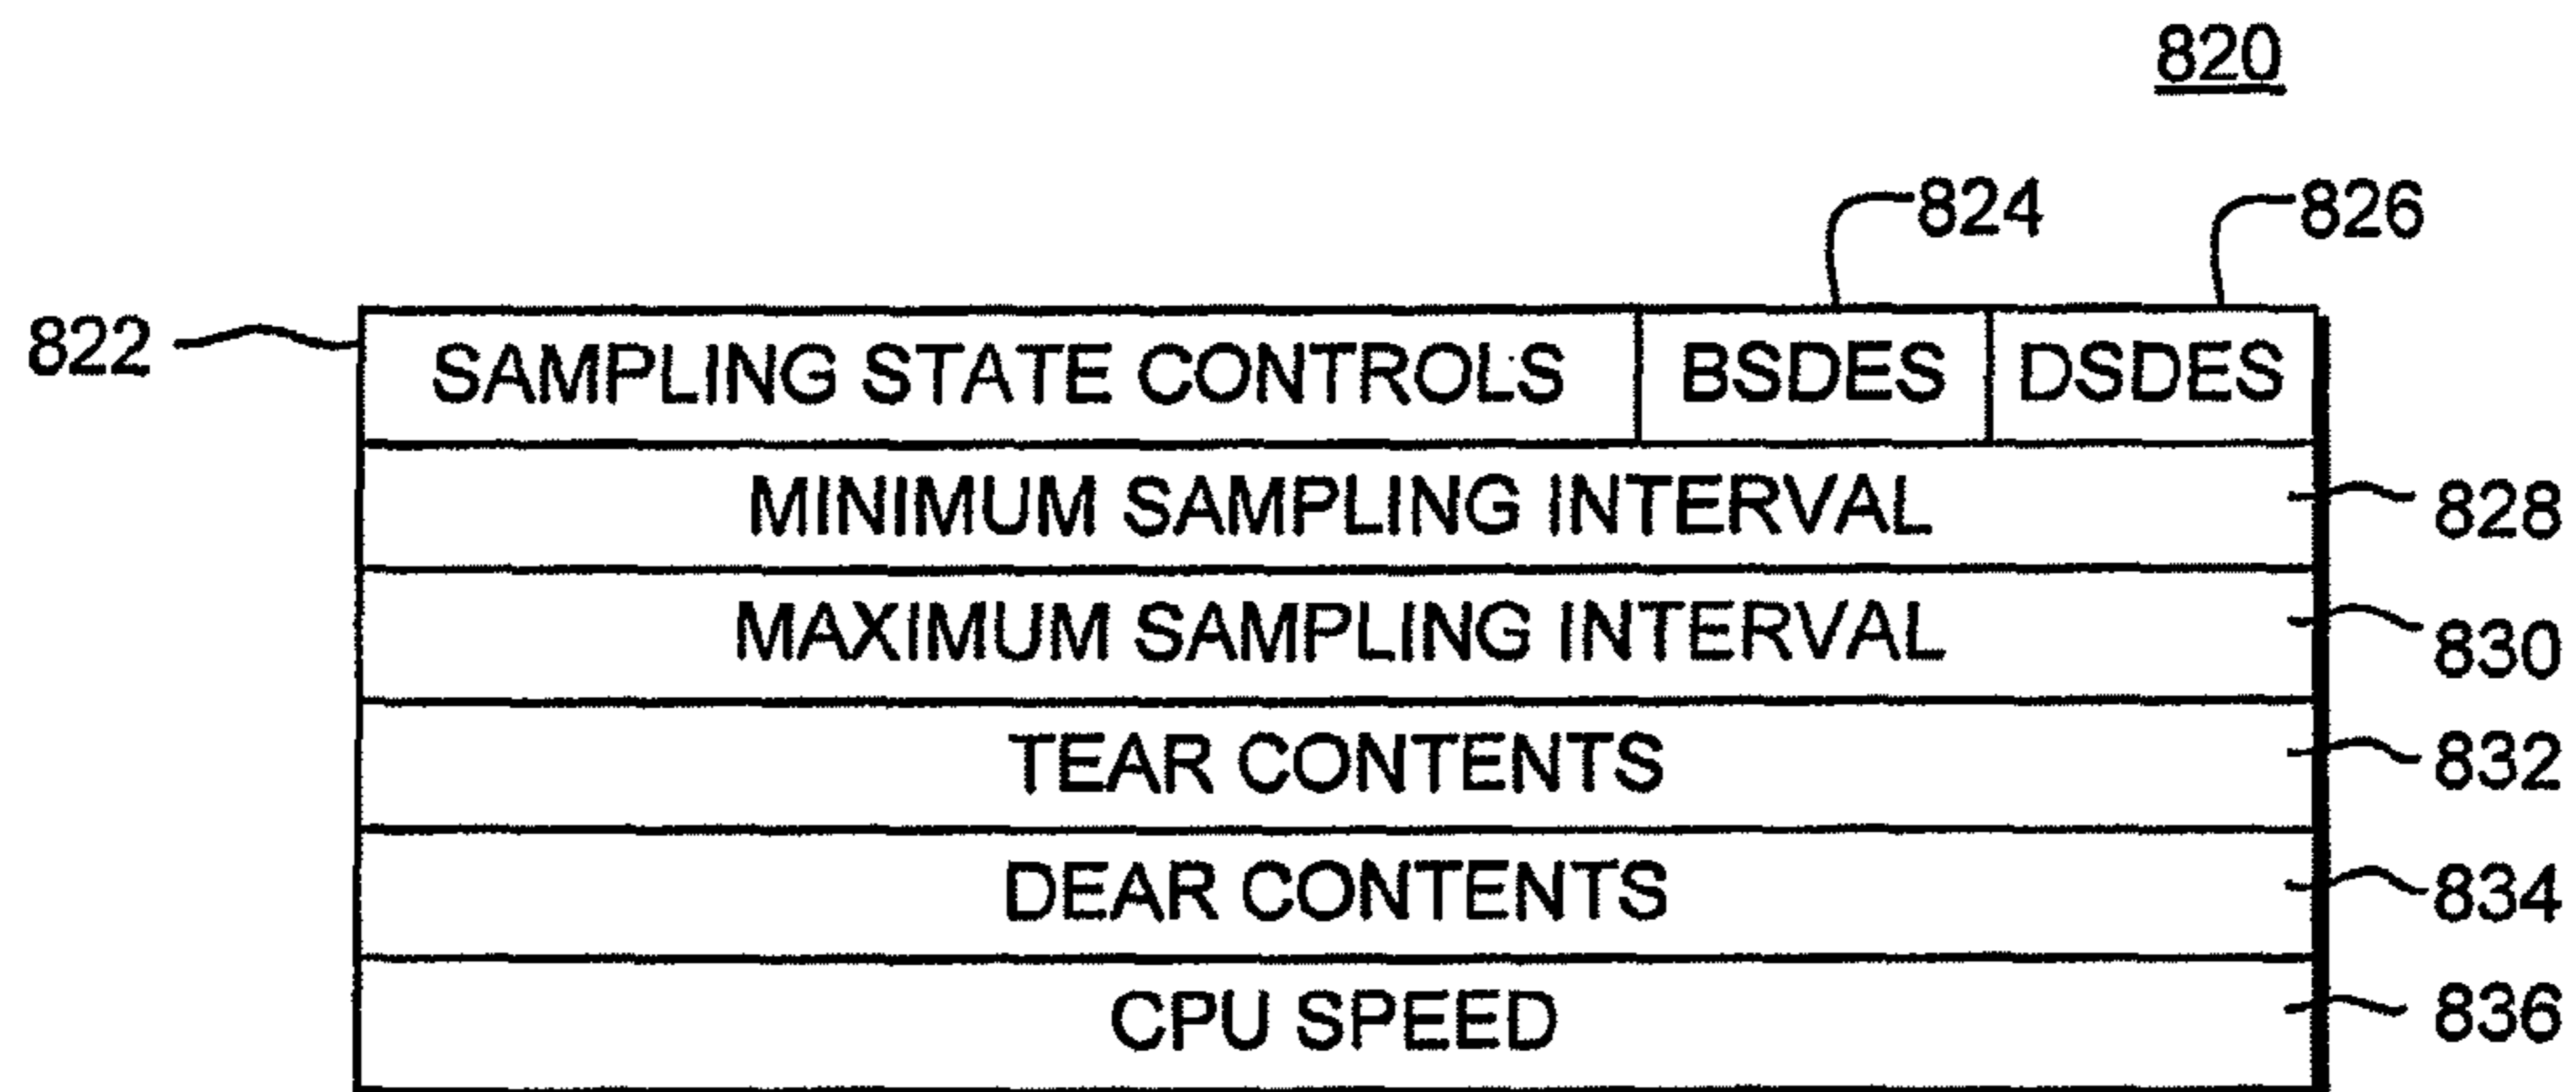 820
824 826
822 SAMPLING STATE CONTROLS BSDES DSDES
MINIMUM SAMPLING INTERVAL 828
MAXIMUM SAMPLING INTERVAL 830
TEAR CONTENTS 832
DEAR CONTENTS 834
CPU SPEED 836